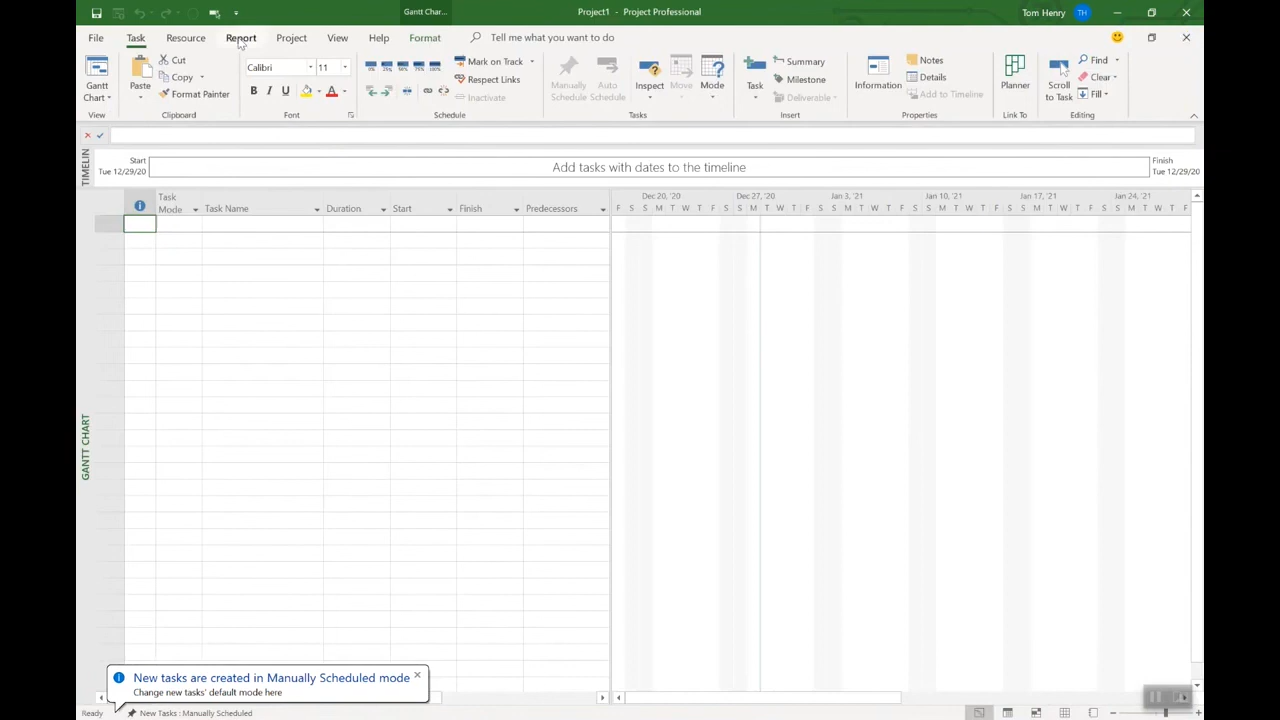 Gantt Char... Project1 - Project Professional Tom Henry TH
File Task Resource Report Project View Help Format Tell me what you want to do
Gantt Chart
View
Paste
Cut
Copy
Format Painter
Clipboard
Calibri 11
B I U A
Font
0% 25% 50% 75% 100%
Mark on Track
Respect Links
Inactivate
Schedule
Manually Schedule
Auto Schedule
Inspect
Move
Mode
Tasks
Task
Summary
Milestone
Deliverable
Insert
Information
Notes
Details
Add to Timeline
Properties
Planner
Link To
Scroll to Task
Find
Clear
Fill
Editing
TIMELIN
Start
Tue 12/29/20
Add tasks with dates to the timeline
Finish
Tue 12/29/20
Task Mode Task Name Duration Start Finish Predecessors
Dec 20, '20 Dec 27, '20 Jan 3, '21 Jan 10, '21 Jan 17, '21 Jan 24, '21
F S S M T W T F S S M T W T F S S M T W T F S S M T W T F S S M T W T F S S M T W T F
GANTT CHART
New tasks are created in Manually Scheduled mode
Change new tasks' default mode here
Ready New Tasks : Manually Scheduled